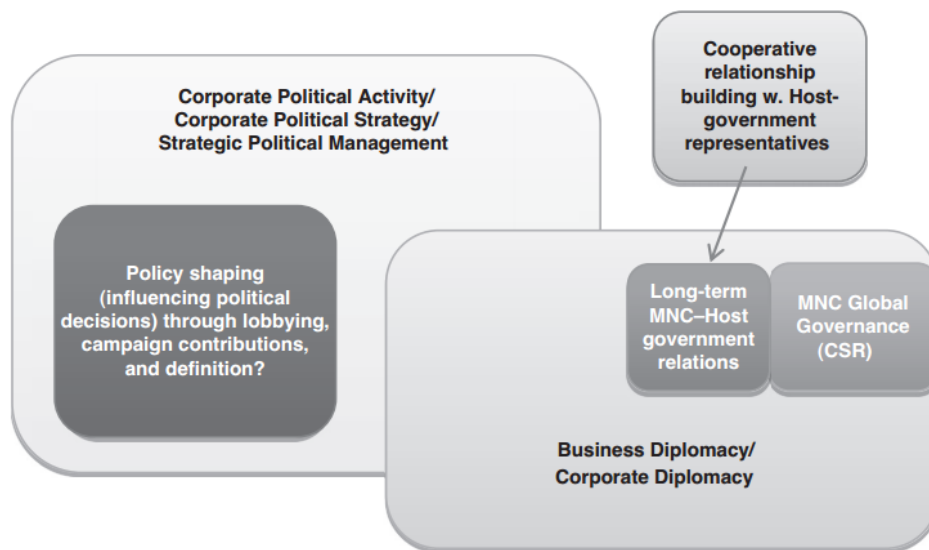 Corporate Political Activity/
Corporate Political Strategy/
Strategic Political Management
Cooperative
relationship
building w. Host-
government
representatives
Policy shaping
(influencing political
decisions) through lobbying,
campaign contributions,
and definition?
Long-term
MNC–Host
government
relations
MNC Global
Governance
(CSR)
Business Diplomacy/
Corporate Diplomacy